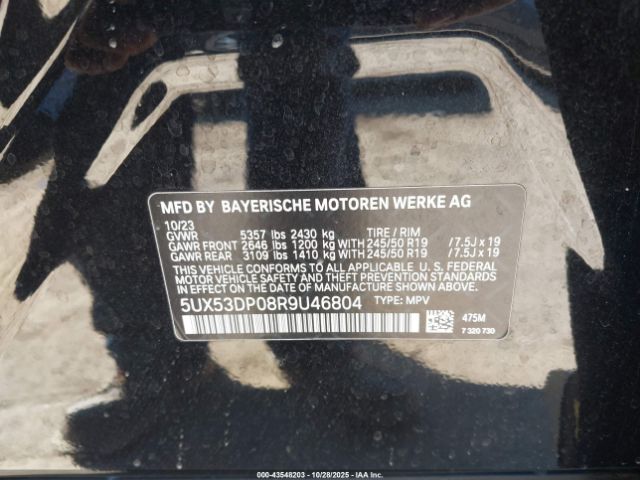 MFD BY BAYERISCHE MOTOREN WERKE AG
10/23
GVWR 5357 lbs 2430 kg TIRE / RIM
GAWR FRONT 2646 lbs 1200 kg WITH 245/50 R19 /7.5J x 19
GAWR REAR 3109 lbs 1410 kg WITH 245/50 R19 /7.5J x 19
THIS VEHICLE CONFORMS TO ALL APPLICABLE U. S. FEDERAL
MOTOR VEHICLE SAFETY AND THEFT PREVENTION STANDARDS
IN EFFECT ON THE DATE OF MANUFACTURE SHOWN ABOVE.
5UX53DP08R9U46804 TYPE: MPV
475M
7 320 730
000-43548203 | 10/28/2025 - IAA Corp.